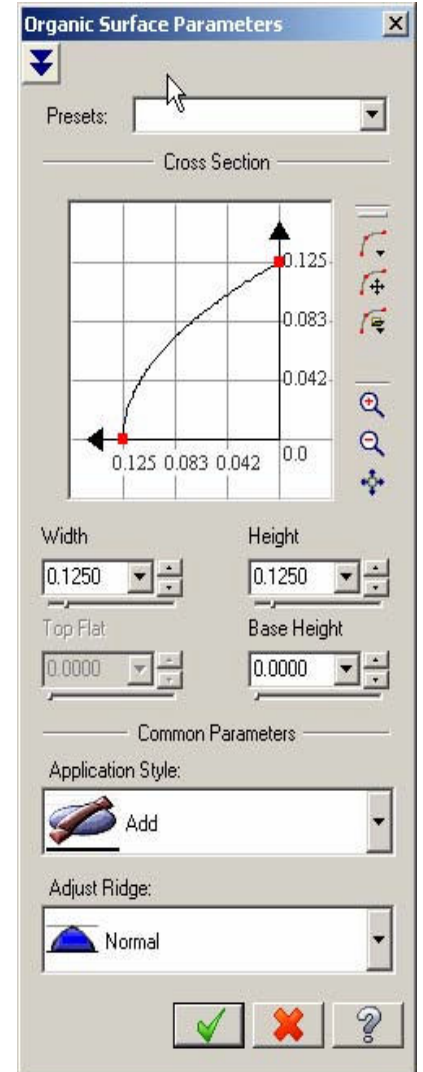 Organic Surface Parameters
Presets:
Cross Section
0.125
0.083
0.042
0.125 0.083 0.042 0.0
Width Height
0.1250 0.1250
Top Flat Base Height
0.0000 0.0000
Common Parameters
Application Style:
Add
Adjust Ridge:
Normal